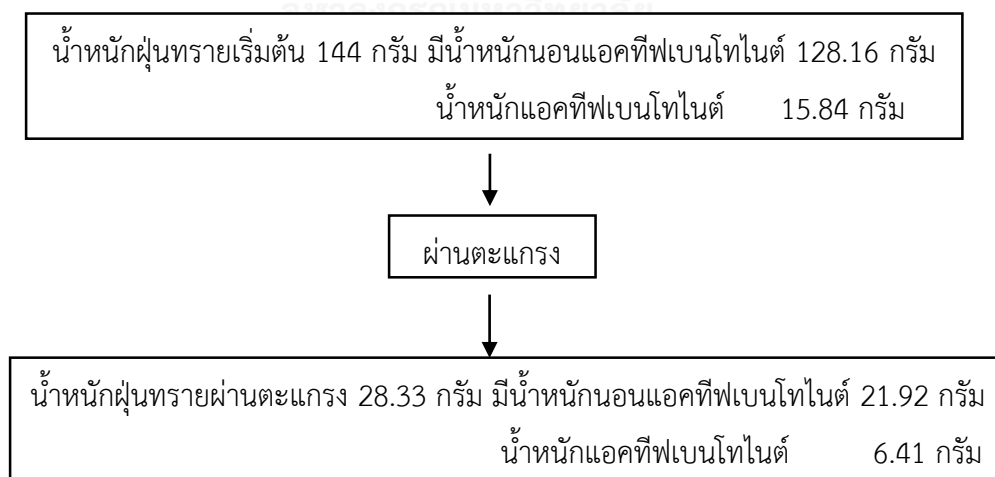 น้ำหนักฝุ่นทรายเริ่มต้น 144 กรัม มีน้ำหนักนอนแอคทีฟเบนโทไนต์ 128.16 กรัม
น้ำหนักแอคทีฟเบนโทไนต์ 15.84 กรัม
ผ่านตะแกรง
น้ำหนักฝุ่นทรายผ่านตะแกรง 28.33 กรัม มีน้ำหนักนอนแอคทีฟเบนโทไนต์ 21.92 กรัม
น้ำหนักแอคทีฟเบนโทไนต์ 6.41 กรัม